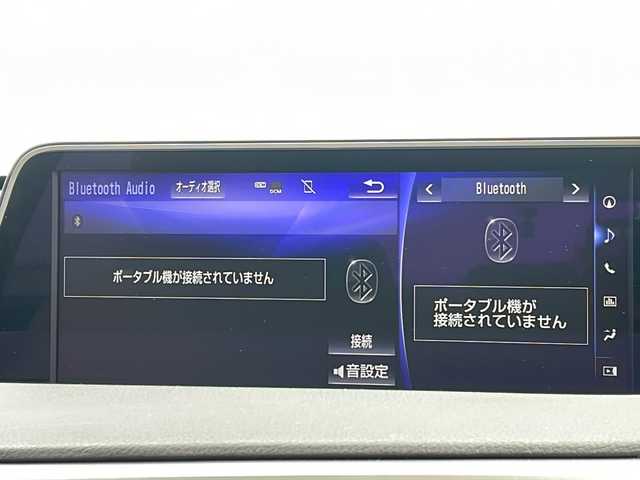 Bluetooth Audio
オーディオ選択
DCM
Bluetooth
ポータブル機が接続されていません
ポータブル機が
接続されていません
接続
音設定